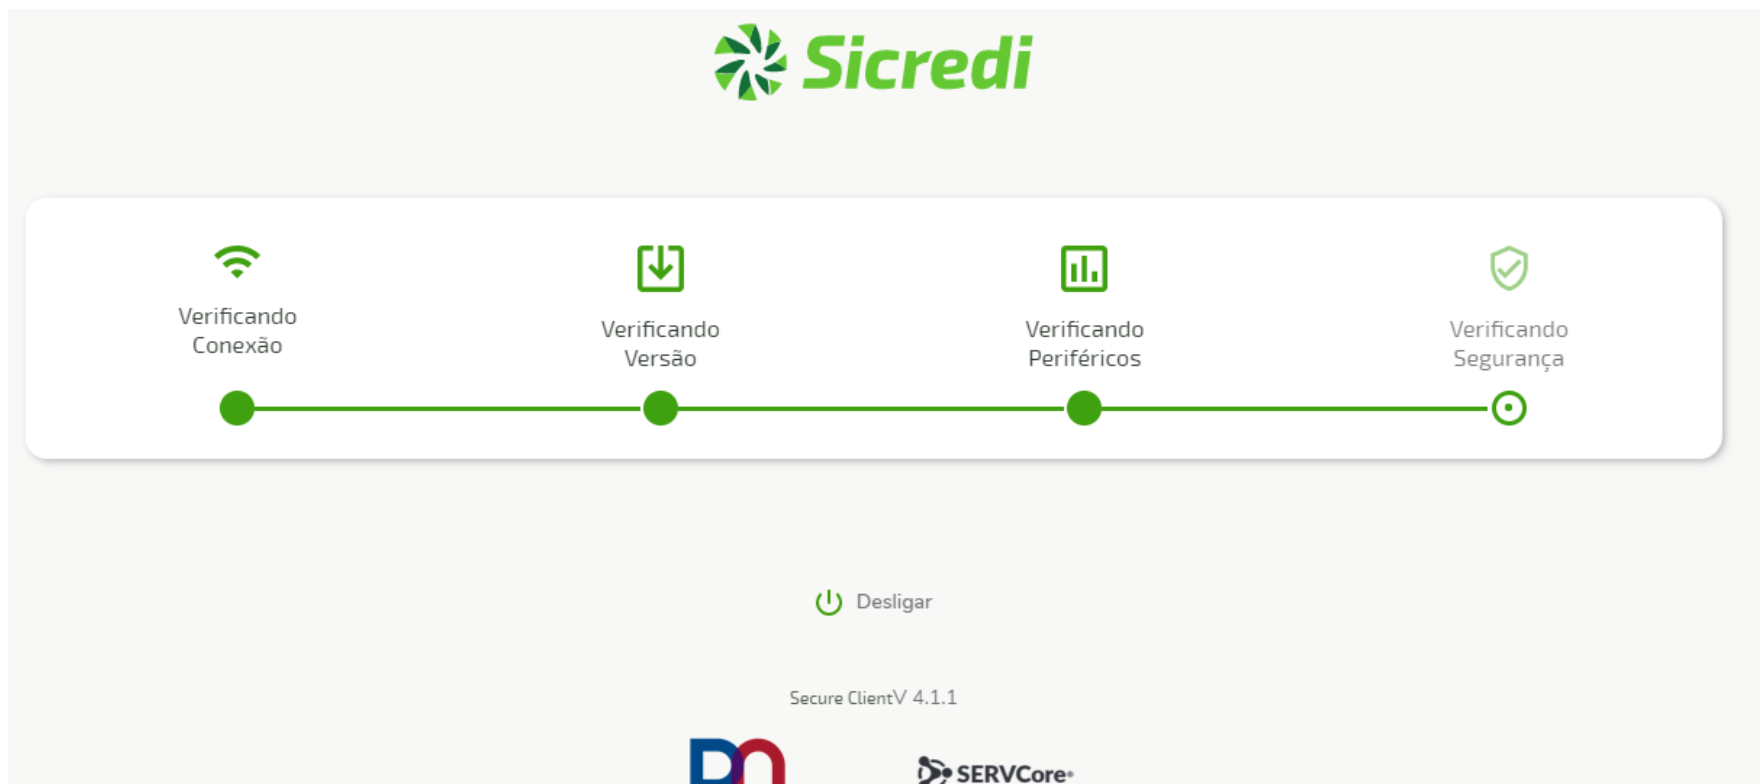 Sicredi
Verificando
Conexão
Verificando
Versão
Verificando
Periféricos
Verificando
Segurança
Desligar
Secure ClientV 4.1.1
SERVCore